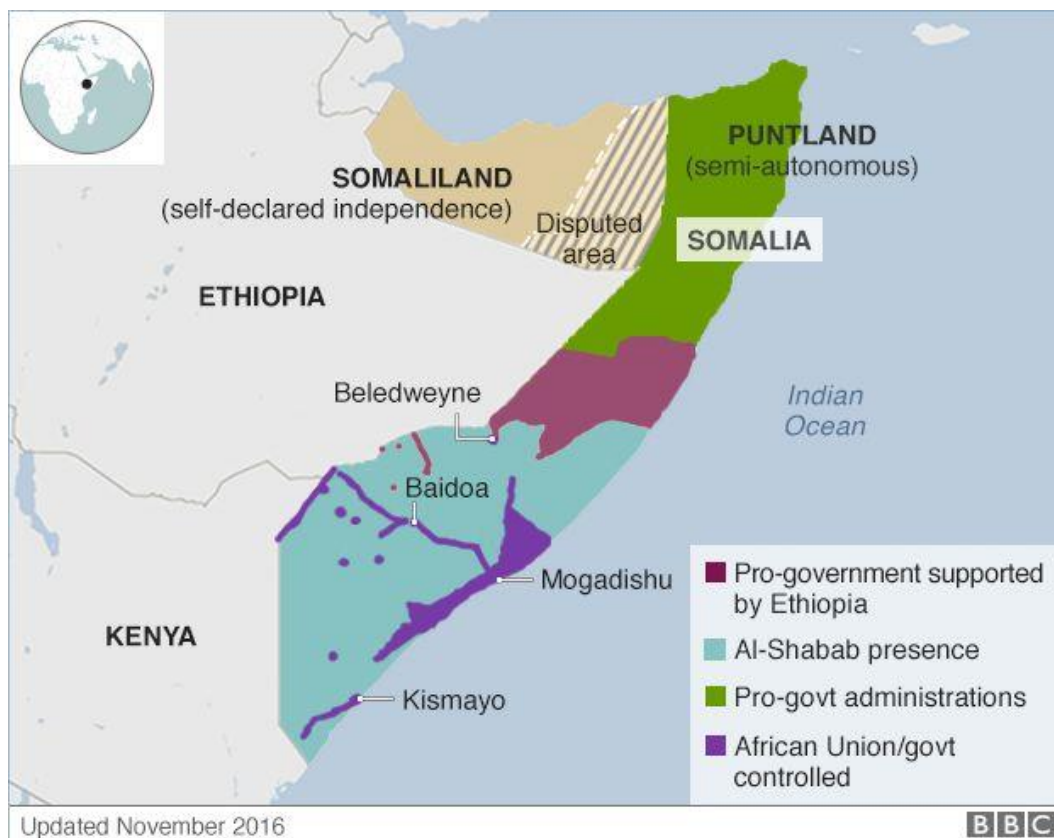 PUNTLAND
(semi-autonomous)
SOMALILAND
(self-declared independence)
Disputed
area
SOMALIA
ETHIOPIA
Beledweyne
Indian
Ocean
Baidoa
Mogadishu
KENYA
Kismayo
Pro-government supported
by Ethiopia
Al-Shabab presence
Pro-govt administrations
African Union/govt
controlled
Updated November 2016
BBC